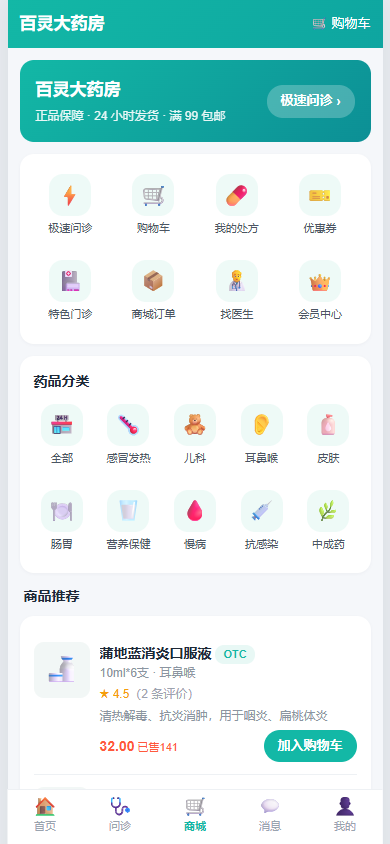 百灵大药房
购物车
百灵大药房
正品保障 · 24 小时发货 · 满 99 包邮
极速问诊 ›
极速问诊 购物车 我的处方 优惠券
特色门诊 商城订单 找医生 会员中心
药品分类
全部 感冒发热 儿科 耳鼻喉 皮肤
肠胃 营养保健 慢病 抗感染 中成药
商品推荐
蒲地蓝消炎口服液 OTC
10ml*6支 · 耳鼻喉
★ 4.5（2 条评价）
清热解毒、抗炎消肿，用于咽炎、扁桃体炎
32.00 已售141
加入购物车
首页 问诊 商城 消息 我的